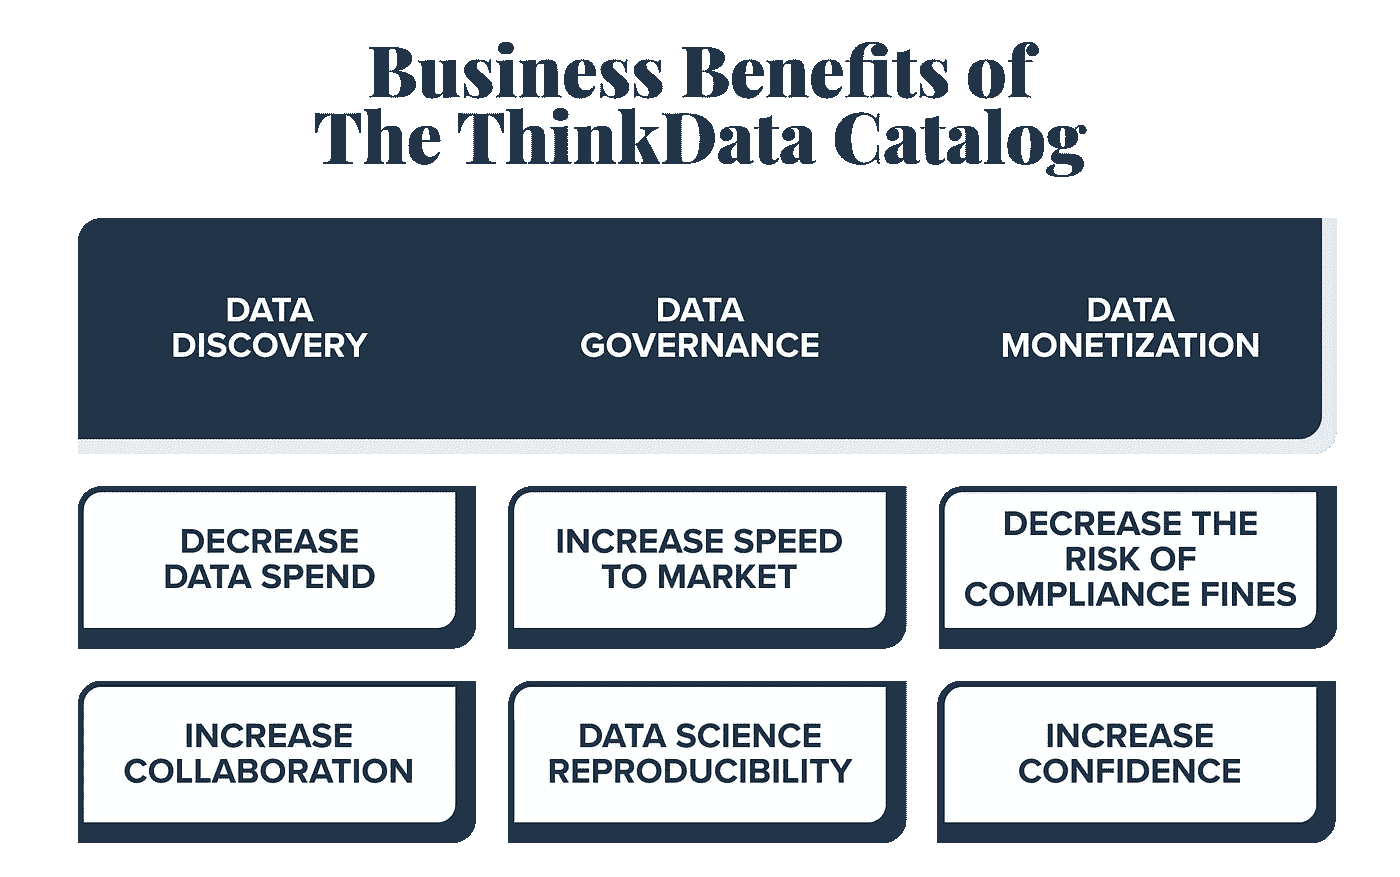 Business Benefits of
The ThinkData Catalog
DATA
DISCOVERY
DATA
GOVERNANCE
DATA
MONETIZATION
DECREASE
DATA SPEND
INCREASE SPEED
TO MARKET
DECREASE THE
RISK OF
COMPLIANCE FINES
INCREASE
COLLABORATION
DATA SCIENCE
REPRODUCIBILITY
INCREASE
CONFIDENCE